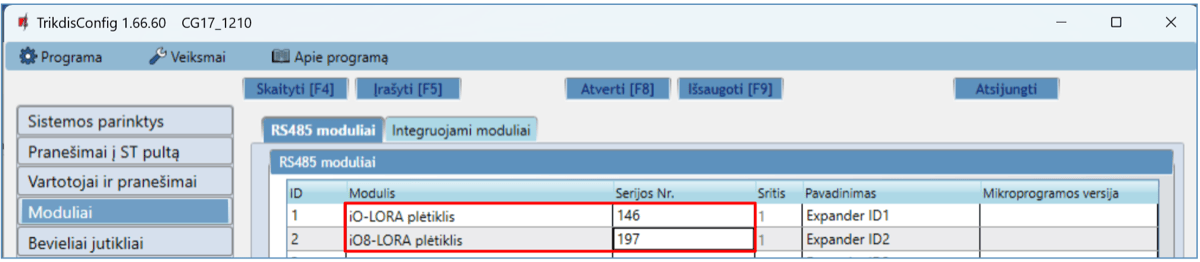 TrikdisConfig 1.66.60 CG17_1210
Programa Veiksmai Apie programą
Skaityti [F4] Įrašyti [F5] Atverti [F8] Išsaugoti [F9] Atsijungti
Sistemos parinktys
Pranešimai į ST pultą
Vartotojai ir pranešimai
Moduliai
Bevieliai jutikliai
RS485 moduliai Integruojami moduliai
RS485 moduliai
ID Modulis Serijos Nr. Sritis Pavadinimas Mikroprogramos versija
1 iO-LORA plėtiklis 146 1 Expander ID1
2 iO8-LORA plėtiklis 197 1 Expander ID2